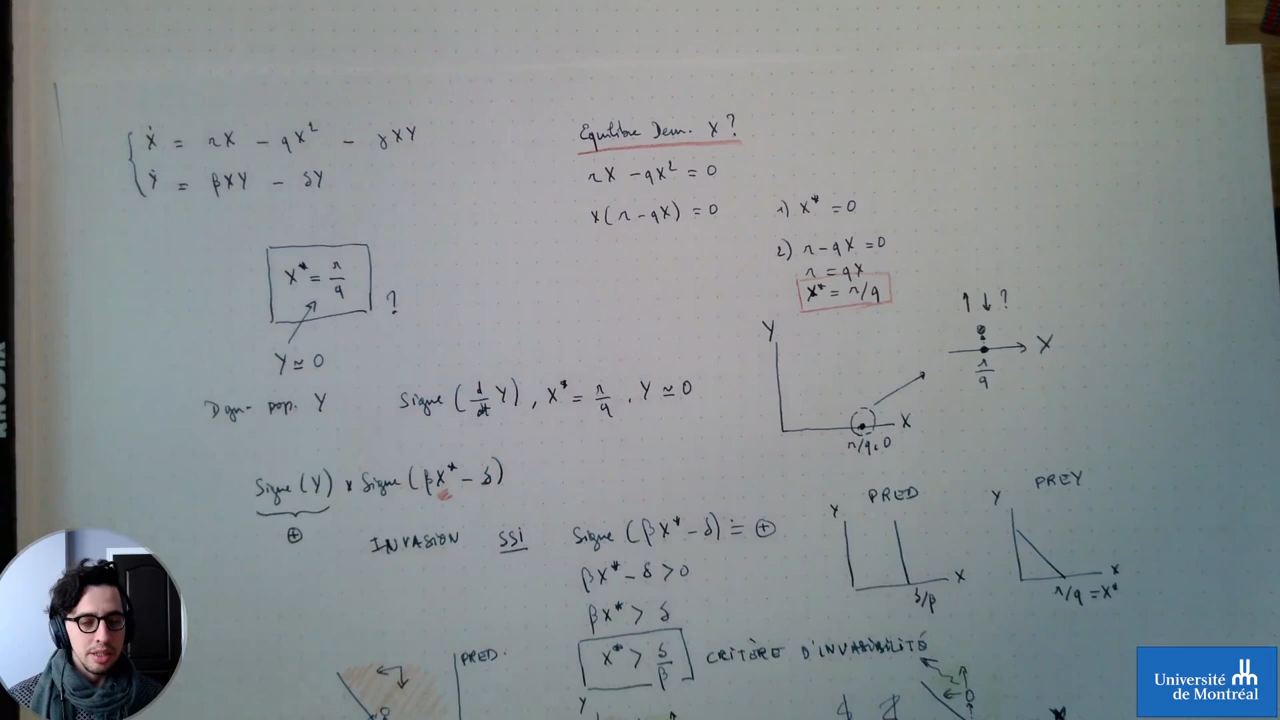 Ẋ = rX − qX² − γXY
Ẏ = βXY − δY
Equilibre Dem. X?
rX − qX² = 0
X(r − qX) = 0
1) X* = 0
2) r − qX = 0
r = qX
X* = r/q
X* = r/q
?
Y ≃ 0
Dyn. pop. Y
Signe (d/dt Y), X* = r/q, Y ≃ 0
Y
X
r/q, 0
↑ ↓ ?
X
r/q
Signe (Y) × Signe (βX* − δ)
⊕
INVASION SSI
Signe (βX* − δ) = ⊕
βX* − δ > 0
βX* > δ
X* > δ/β
CRITÈRE D'INVASIBILITÉ
PRED
Y
X
δ/β
PREY
Y
X
r/q = X*
PRED.
Y
Université
de Montréal